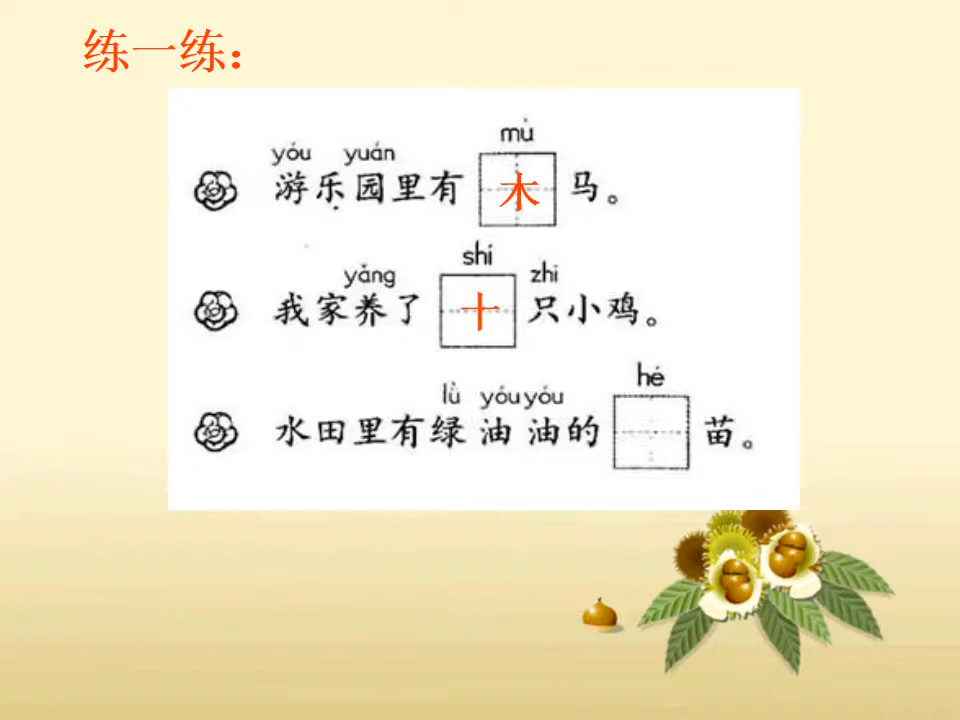 练一练：
mù
yóu yuán
游乐园里有木马。
shí
yǎng zhi
我家养了十只小鸡。
hé
lǜ yóu yóu
水田里有绿油油的 苗。